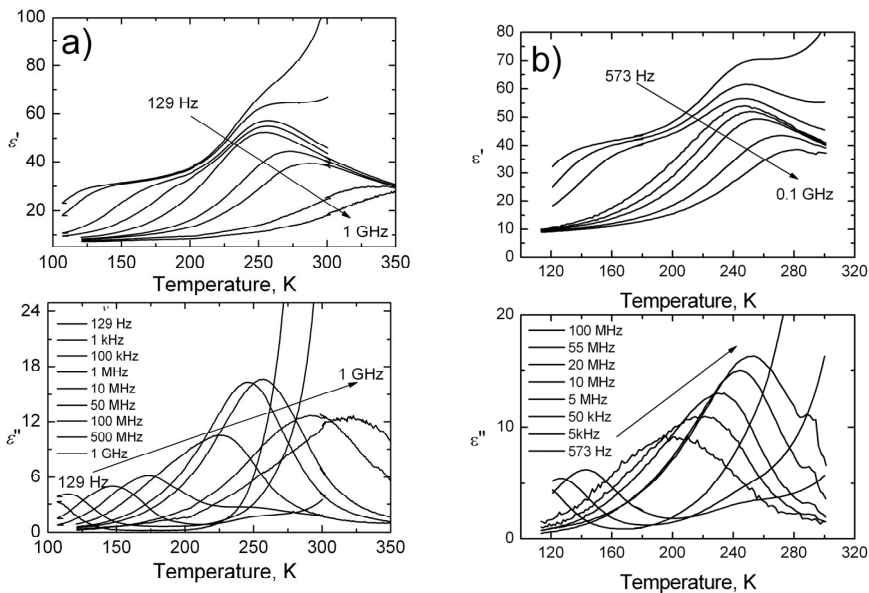 a)
100
80
60
40
20
ε'
129 Hz
1 GHz
100 150 200 250 300 350
Temperature, K
b)
80
70
60
50
40
30
20
10
0
ε'
573 Hz
0.1 GHz
120 160 200 240 280 320
Temperature, K
24
18
12
6
0
ε"
ν
129 Hz
1 kHz
100 kHz
1 MHz
10 MHz
50 MHz
100 MHz
500 MHz
1 GHz
1 GHz
129 Hz
100 150 200 250 300 350
Temperature, K
20
10
0
ε"
100 MHz
55 MHz
20 MHz
10 MHz
5 MHz
50 kHz
5kHz
573 Hz
120 160 200 240 280 320
Temperature, K